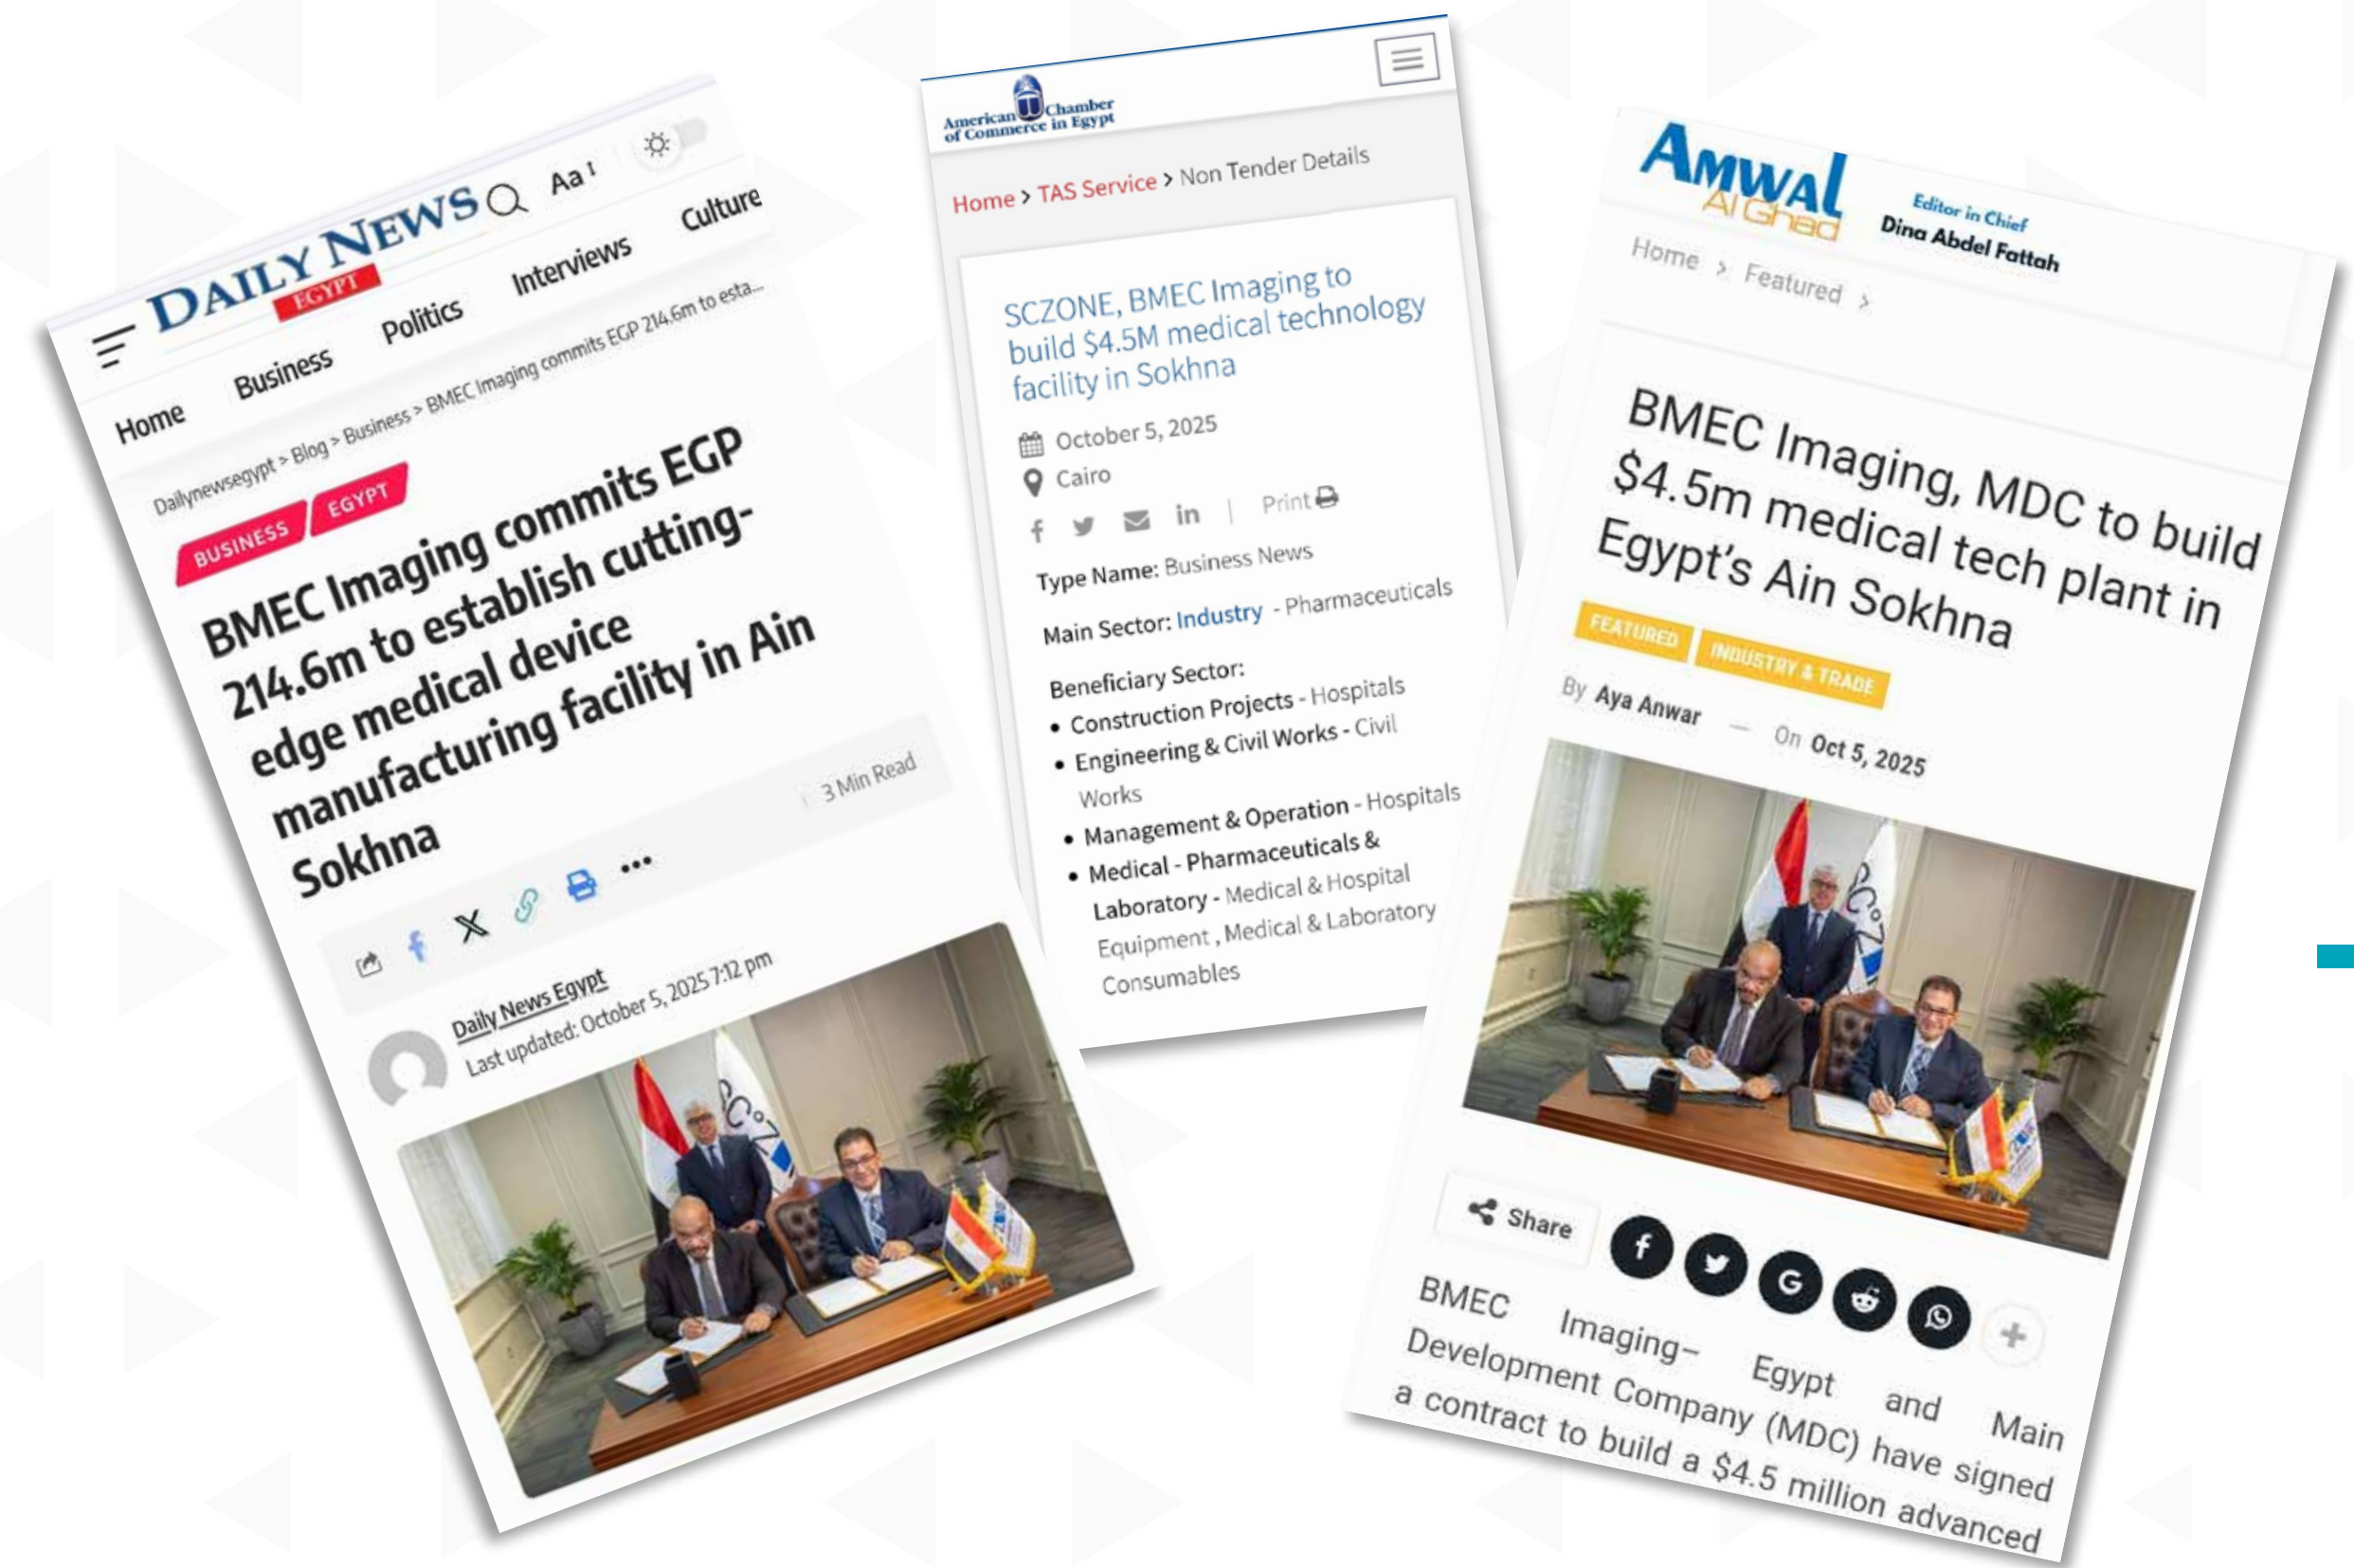 DAILY NEWS
EGYPT
Aa
Home
Business
Politics
Interviews
Culture
Dailynewsegypt > Blog > Business > BMEC Imaging commits EGP 214.6m to esta...
BUSINESS
EGYPT
BMEC Imaging commits EGP
214.6m to establish cutting-
edge medical device
manufacturing facility in Ain
Sokhna
3 Min Read
Daily News Egypt
Last updated: October 5, 2025 7:12 pm
American Chamber
of Commerce in Egypt
Home > TAS Service > Non Tender Details
SCZONE, BMEC Imaging to
build $4.5M medical technology
facility in Sokhna
October 5, 2025
Cairo
Print
Type Name: Business News
Main Sector: Industry - Pharmaceuticals
Beneficiary Sector:
• Construction Projects - Hospitals
• Engineering & Civil Works - Civil
Works
• Management & Operation - Hospitals
• Medical - Pharmaceuticals &
Laboratory - Medical & Hospital
Equipment , Medical & Laboratory
Consumables
AMWAL
Al Ghad
Editor in Chief
Dina Abdel Fattah
Home > Featured >
BMEC Imaging, MDC to build
$4.5m medical tech plant in
Egypt's Ain Sokhna
FEATURED
INDUSTRY & TRADE
By Aya Anwar — On Oct 5, 2025
Share
BMEC Imaging– Egypt and Main
Development Company (MDC) have signed
a contract to build a $4.5 million advanced